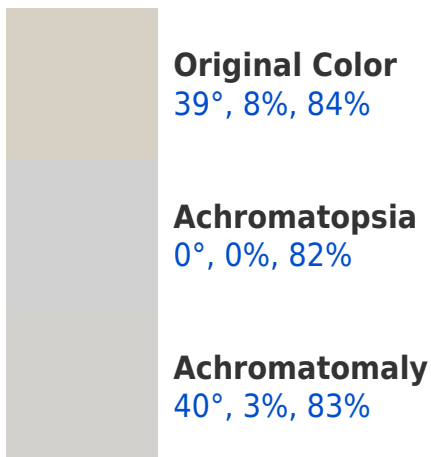 Original Color
39°, 8%, 84%
Achromatopsia
0°, 0%, 82%
Achromatomaly
40°, 3%, 83%